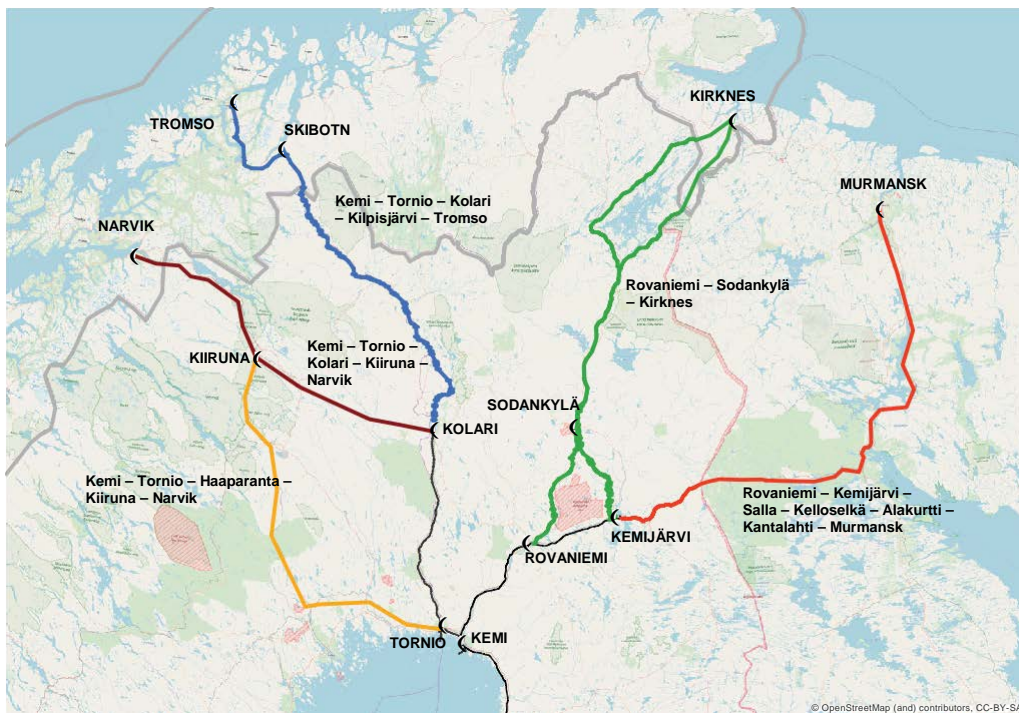 KIRKNES
TROMSO
SKIBOTN
MURMANSK
Kemi – Tornio – Kolari
– Kilpisjärvi – Tromso
NARVIK
Rovaniemi – Sodankylä
– Kirknes
KIIRUNA
Kemi – Tornio –
Kolari – Kiiruna –
Narvik
SODANKYLÄ
KOLARI
Kemi – Tornio – Haaparanta –
Kiiruna – Narvik
Rovaniemi – Kemijärvi –
Salla – Kelloselkä – Alakurtti –
Kantalahti – Murmansk
KEMIJÄRVI
ROVANIEMI
TORNIO
KEMI
© OpenStreetMap (and) contributors, CC-BY-SA